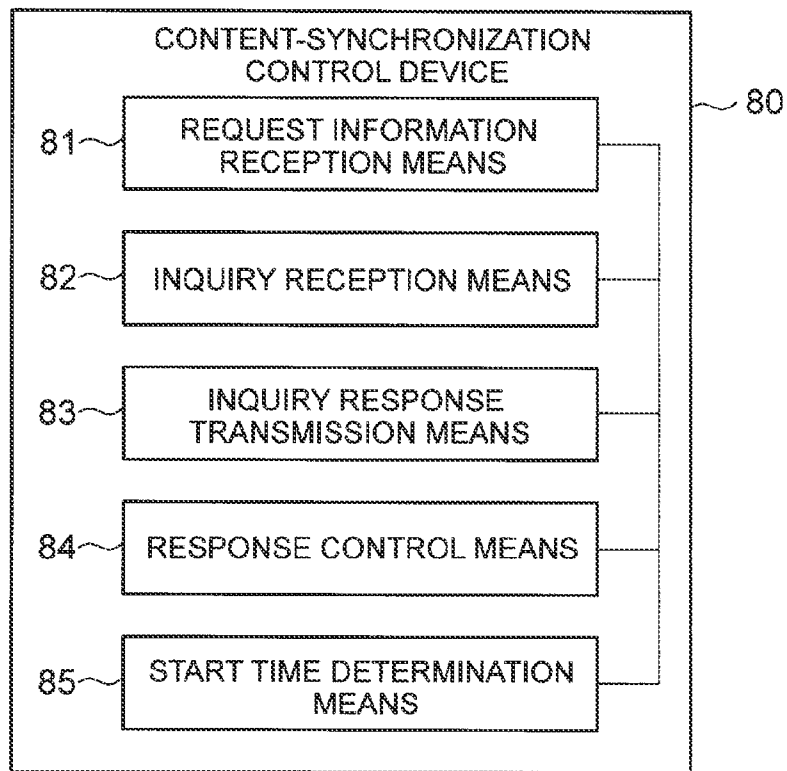 CONTENT-SYNCHRONIZATION
CONTROL DEVICE
80
81
REQUEST INFORMATION
RECEPTION MEANS
82
INQUIRY RECEPTION MEANS
83
INQUIRY RESPONSE
TRANSMISSION MEANS
84
RESPONSE CONTROL MEANS
85
START TIME DETERMINATION
MEANS